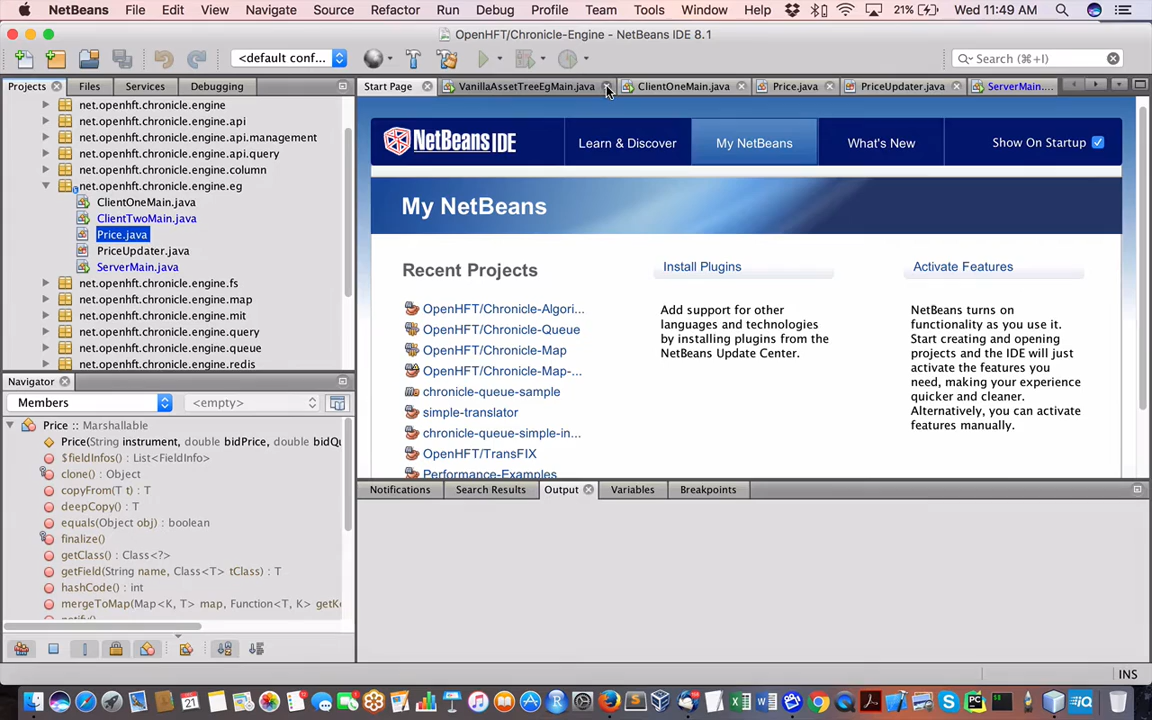 NetBeans File Edit View Navigate Source Refactor Run Debug Profile Team Tools Window Help 21% Wed 11:49 AM
OpenHFT/Chronicle-Engine - NetBeans IDE 8.1
<default conf... Search (⌘+I)
Projects Files Services Debugging Start Page VanillaAssetTreeEgMain.java ClientOneMain.java Price.java PriceUpdater.java ServerMain....
net.openhft.chronicle.engine
net.openhft.chronicle.engine.api
net.openhft.chronicle.engine.api.management
net.openhft.chronicle.engine.api.query
net.openhft.chronicle.engine.column
net.openhft.chronicle.engine.eg
ClientOneMain.java
ClientTwoMain.java
Price.java
PriceUpdater.java
ServerMain.java
net.openhft.chronicle.engine.fs
net.openhft.chronicle.engine.map
net.openhft.chronicle.engine.mit
net.openhft.chronicle.engine.query
net.openhft.chronicle.engine.queue
net.openhft.chronicle.engine.redis
Navigator
Members <empty>
Price :: Marshallable
Price(String instrument, double bidPrice, double bidQu
$fieldInfos() : List<FieldInfo>
clone() : Object
copyFrom(T t) : T
deepCopy() : T
equals(Object obj) : boolean
finalize()
getClass() : Class<?>
getField(String name, Class<T> tClass) : T
hashCode() : int
mergeToMap(Map<K, T> map, Function<T, K> getK
notify()
NetBeans IDE Learn & Discover My NetBeans What's New Show On Startup
My NetBeans
Recent Projects
OpenHFT/Chronicle-Algori...
OpenHFT/Chronicle-Queue
OpenHFT/Chronicle-Map
OpenHFT/Chronicle-Map-...
chronicle-queue-sample
simple-translator
chronicle-queue-simple-in...
OpenHFT/TransFIX
Performance-Examples
Install Plugins
Add support for other
languages and technologies
by installing plugins from the
NetBeans Update Center.
Activate Features
NetBeans turns on
functionality as you use it.
Start creating and opening
projects and the IDE will just
activate the features you
need, making your experience
quicker and cleaner.
Alternatively, you can activate
features manually.
Notifications Search Results Output Variables Breakpoints
INS